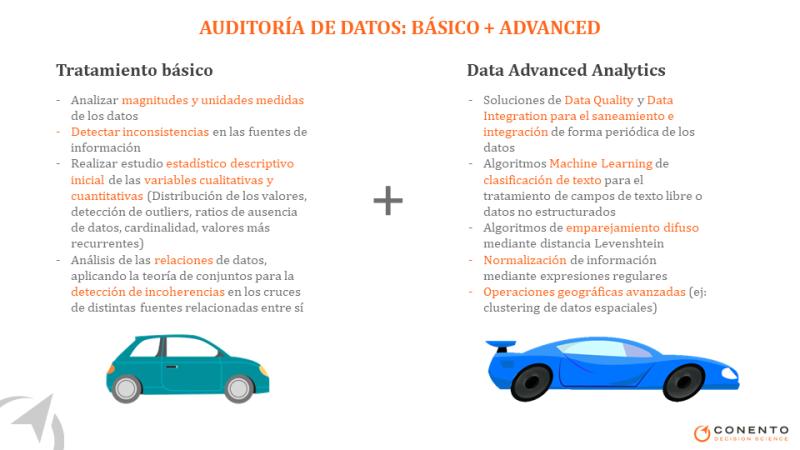 AUDITORÍA DE DATOS: BÁSICO + ADVANCED
Tratamiento básico
- Analizar magnitudes y unidades medidas
de los datos
- Detectar inconsistencias en las fuentes de
información
- Realizar estudio estadístico descriptivo
inicial de las variables cualitativas y
cuantitativas (Distribución de los valores,
detección de outliers, ratios de ausencia
de datos, cardinalidad, valores más
recurrentes)
- Análisis de las relaciones de datos,
aplicando la teoría de conjuntos para la
detección de incoherencias en los cruces
de distintas fuentes relacionadas entre sí
+
Data Advanced Analytics
- Soluciones de Data Quality y Data
Integration para el saneamiento e
integración de forma periódica de los
datos
- Algoritmos Machine Learning de
clasificación de texto para el
tratamiento de campos de texto libre o
datos no estructurados
- Algoritmos de emparejamiento difuso
mediante distancia Levenshtein
- Normalización de información
mediante expresiones regulares
- Operaciones geográficas avanzadas (ej:
clustering de datos espaciales)
CONENTO
DECISION SCIENCE